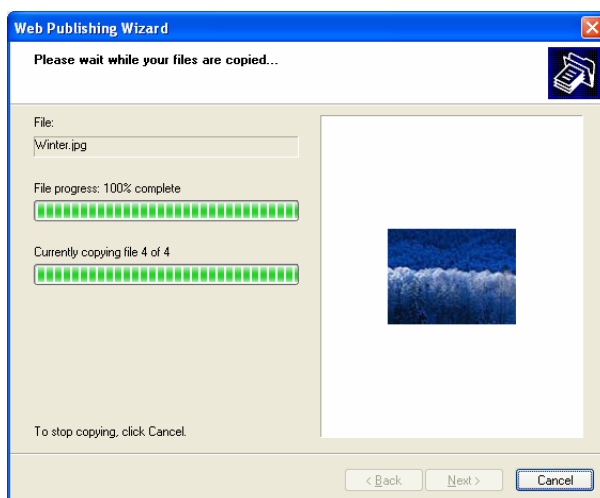 Web Publishing Wizard
Please wait while your files are copied...
File:
Winter.jpg
File progress: 100% complete
Currently copying file 4 of 4
To stop copying, click Cancel.
< Back
Next >
Cancel